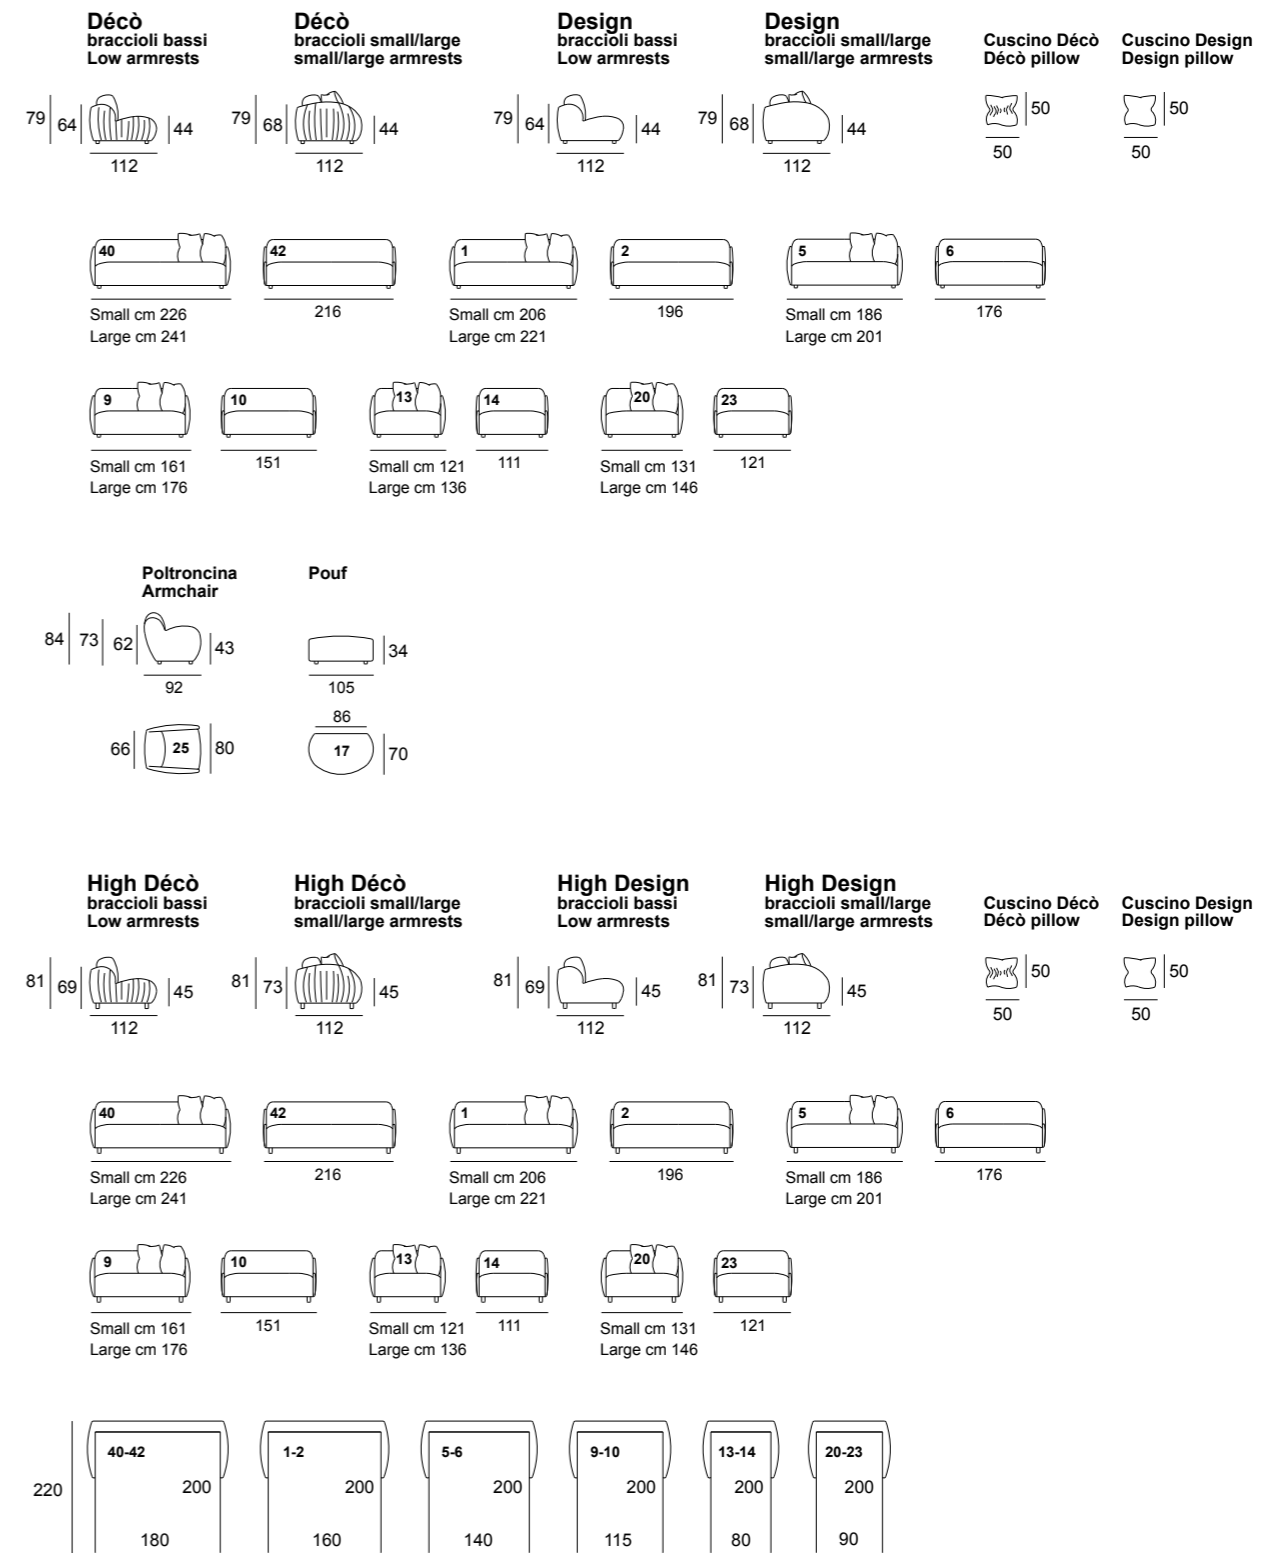 Décò
braccioli bassi
Low armrests
Décò
braccioli small/large
small/large armrests
Design
braccioli bassi
Low armrests
Design
braccioli small/large
small/large armrests
Cuscino Décò
Décò pillow
Cuscino Design
Design pillow
79 64 44
112
79 68 44
112
79 64 44
112
79 68 44
112
50
50
50
50
40
Small cm 226
Large cm 241
42
216
1
Small cm 206
Large cm 221
2
196
5
Small cm 186
Large cm 201
6
176
9
Small cm 161
Large cm 176
10
151
13
Small cm 121
Large cm 136
14
111
20
Small cm 131
Large cm 146
23
121
Poltroncina
Armchair
84 73 62 43
92
66 25 80
Pouf
34
105
86
17 70
High Décò
braccioli bassi
Low armrests
High Décò
braccioli small/large
small/large armrests
High Design
braccioli bassi
Low armrests
High Design
braccioli small/large
small/large armrests
Cuscino Décò
Décò pillow
Cuscino Design
Design pillow
81 69 45
112
81 73 45
112
81 69 45
112
81 73 45
112
50
50
50
50
40
Small cm 226
Large cm 241
42
216
1
Small cm 206
Large cm 221
2
196
5
Small cm 186
Large cm 201
6
176
9
Small cm 161
Large cm 176
10
151
13
Small cm 121
Large cm 136
14
111
20
Small cm 131
Large cm 146
23
121
220
40-42
200
180
1-2
200
160
5-6
200
140
9-10
200
115
13-14
200
80
20-23
200
90